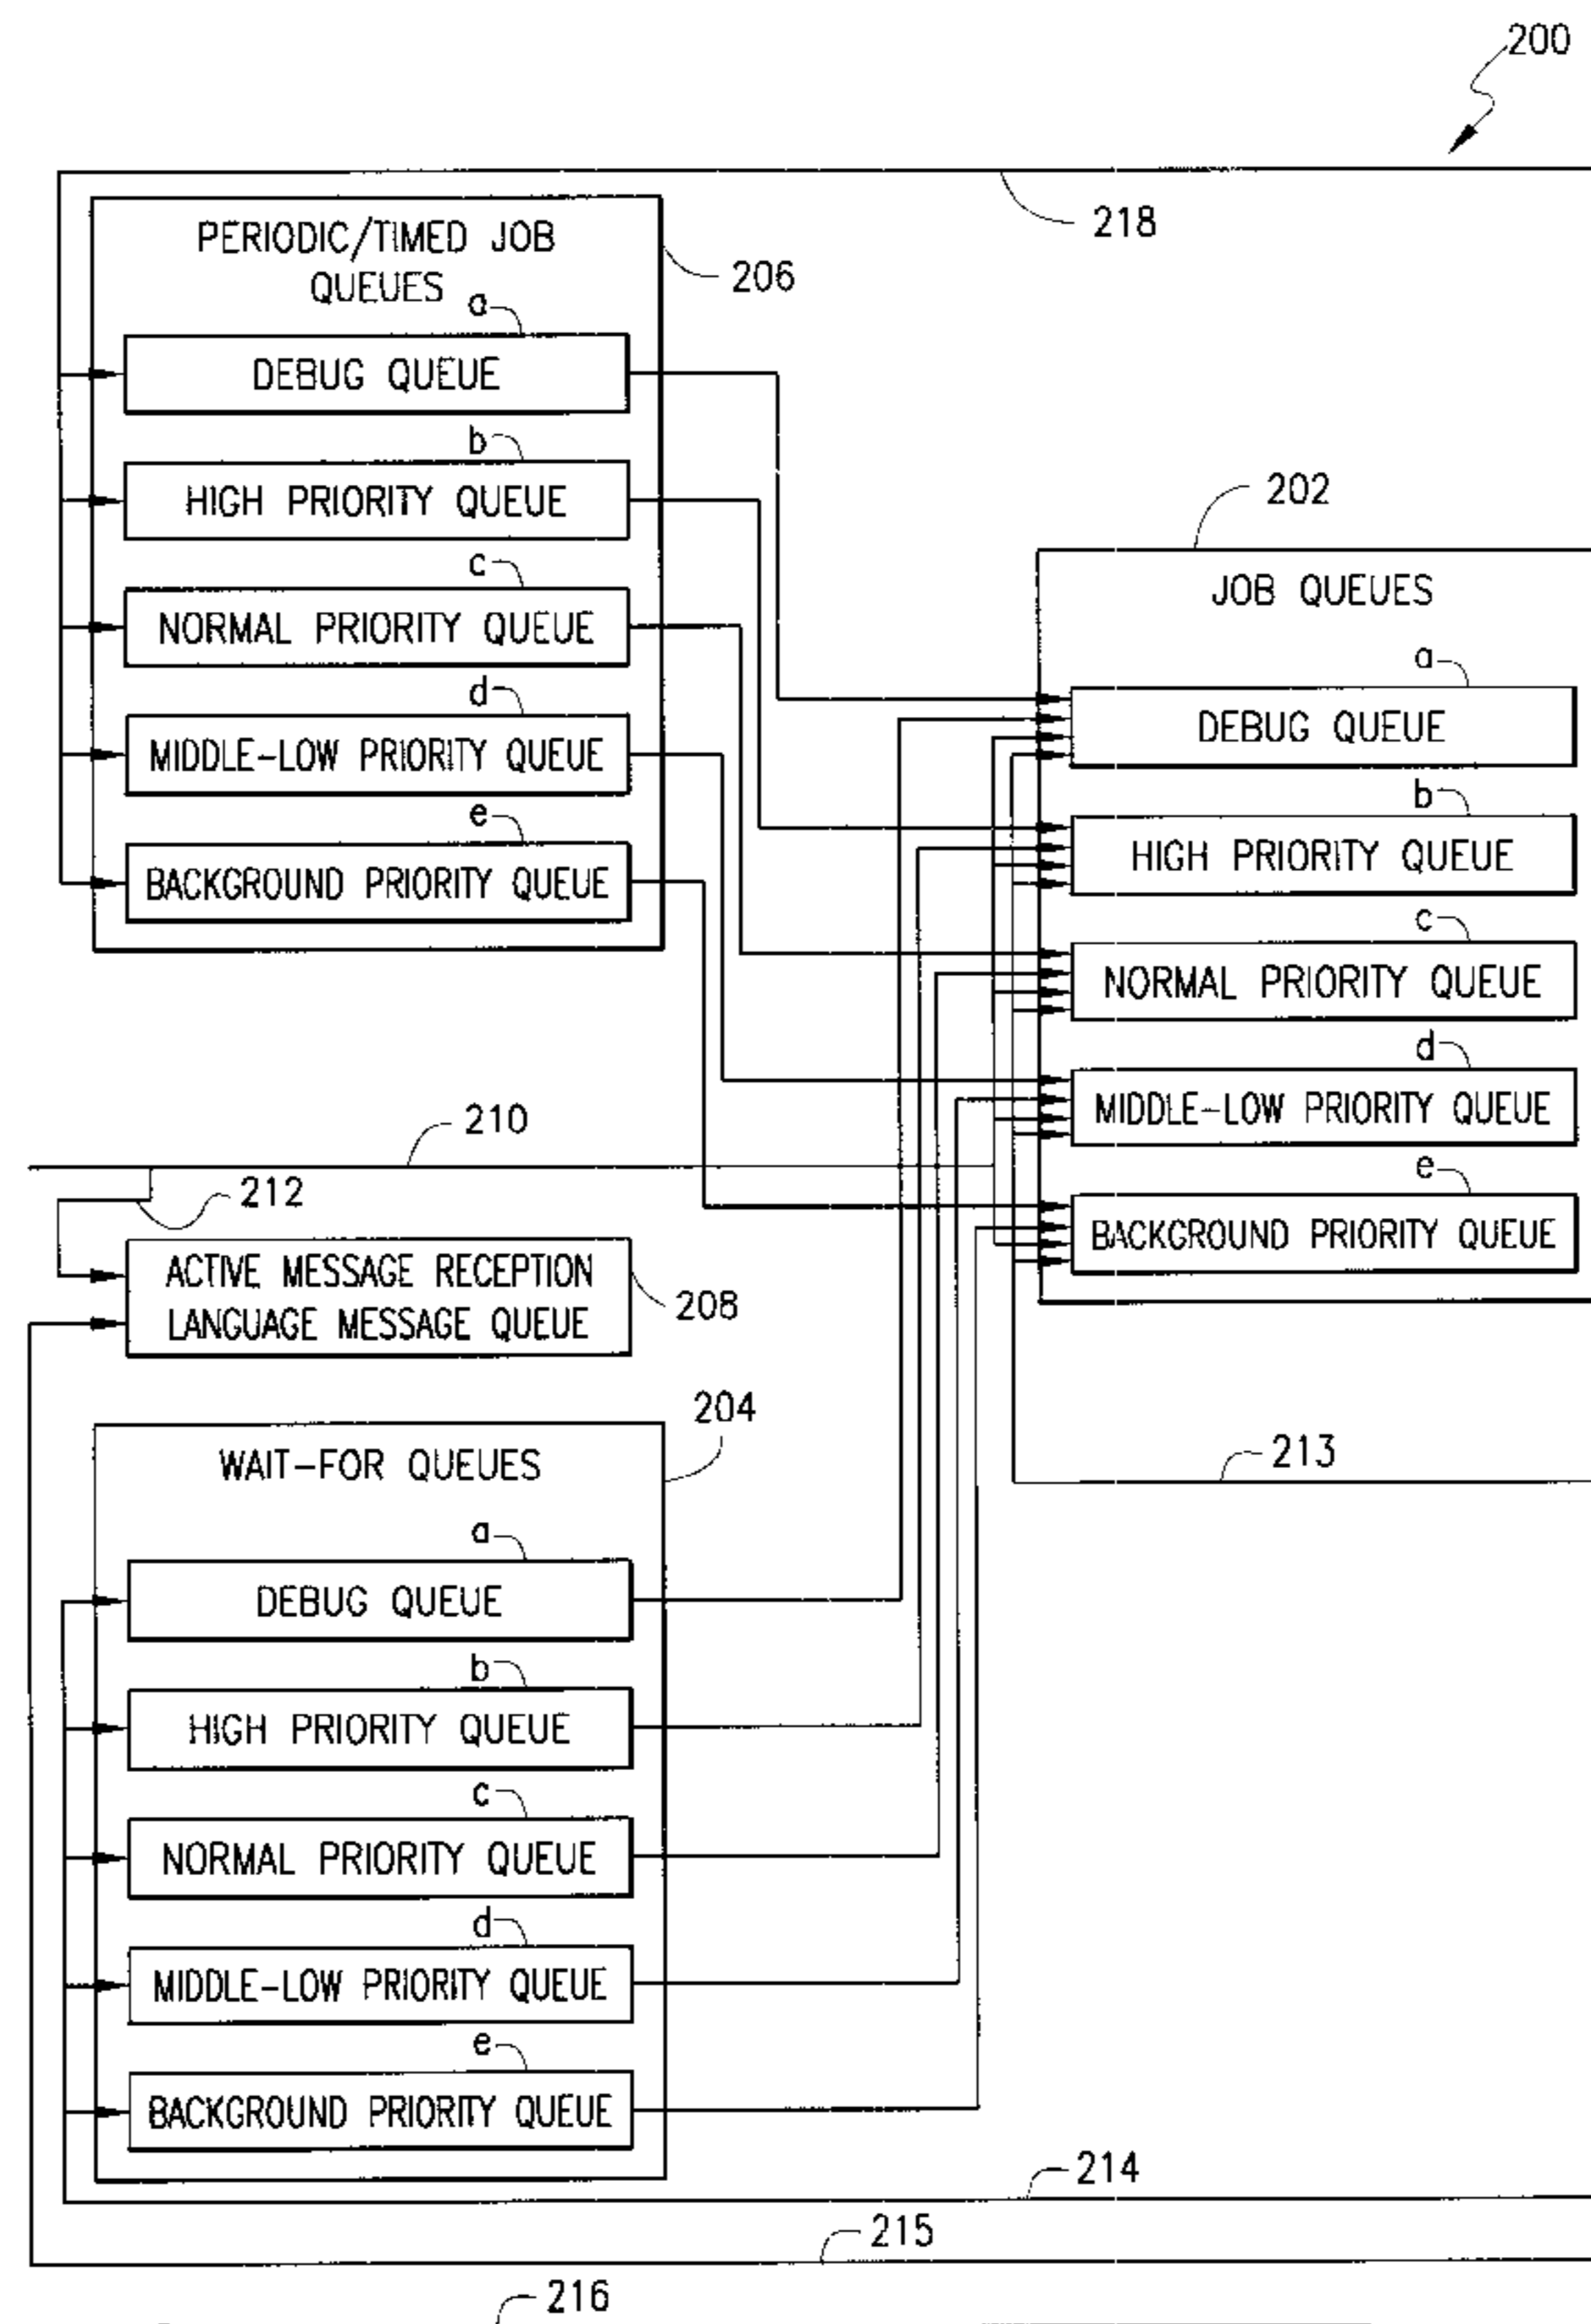 200
218
PERIODIC/TIMED JOB
QUEUES
206
a
DEBUG QUEUE
b
HIGH PRIORITY QUEUE
c
NORMAL PRIORITY QUEUE
d
MIDDLE-LOW PRIORITY QUEUE
e
BACKGROUND PRIORITY QUEUE
202
JOB QUEUES
a
DEBUG QUEUE
b
HIGH PRIORITY QUEUE
c
NORMAL PRIORITY QUEUE
d
MIDDLE-LOW PRIORITY QUEUE
e
BACKGROUND PRIORITY QUEUE
210
212
ACTIVE MESSAGE RECEPTION
LANGUAGE MESSAGE QUEUE
208
204
WAIT-FOR QUEUES
213
a
DEBUG QUEUE
b
HIGH PRIORITY QUEUE
c
NORMAL PRIORITY QUEUE
d
MIDDLE-LOW PRIORITY QUEUE
e
BACKGROUND PRIORITY QUEUE
214
215
216